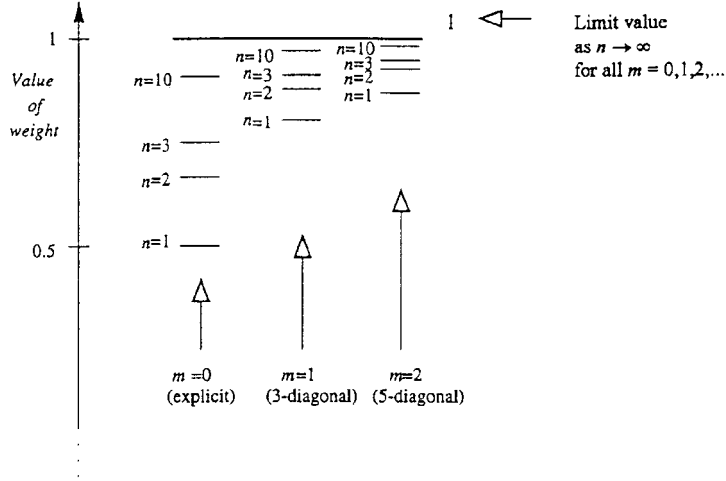 1
Limit value
as n → ∞
for all m = 0,1,2,...
1
Value
of
weight
0.5
n=10
n=3
n=2
n=1
n=10
n=3
n=2
n=1
n=10
n=3
n=2
n=1
m =0
(explicit)
m=1
(3-diagonal)
m=2
(5-diagonal)